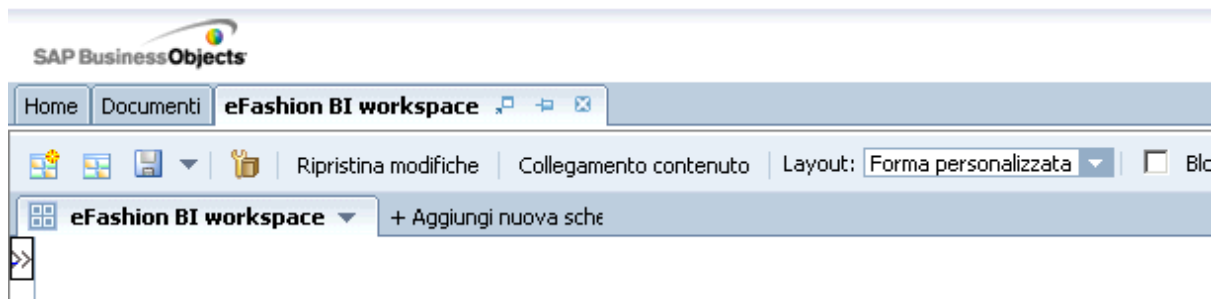 SAP BusinessObjects
Home Documenti eFashion BI workspace
Ripristina modifiche Collegamento contenuto Layout: Forma personalizzata Blo
eFashion BI workspace + Aggiungi nuova sche
>>